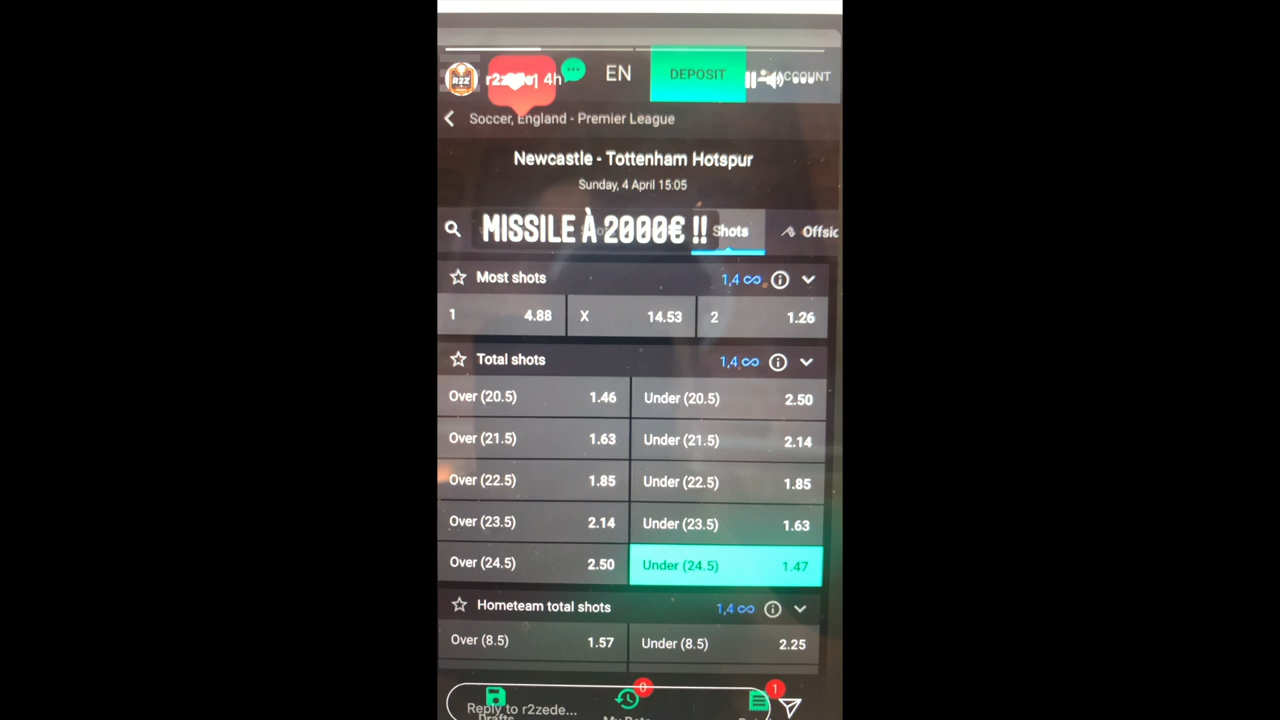 4h
EN
DEPOSIT
ACCOUNT
Soccer, England - Premier League
Newcastle - Tottenham Hotspur
Sunday, 4 April 15:05
MISSILE À 2000€ !!
Shots
Offsic
Most shots 1,4 ∞
1 4.88 X 14.53 2 1.26
Total shots 1,4 ∞
Over (20.5) 1.46 Under (20.5) 2.50
Over (21.5) 1.63 Under (21.5) 2.14
Over (22.5) 1.85 Under (22.5) 1.85
Over (23.5) 2.14 Under (23.5) 1.63
Over (24.5) 2.50 Under (24.5) 1.47
Hometeam total shots 1,4 ∞
Over (8.5) 1.57 Under (8.5) 2.25
0
1
Reply to r2zede...
Drafts